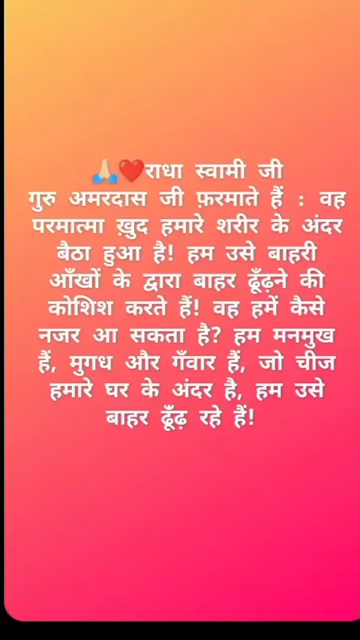 🙏🏼❤️राधा स्वामी जी
गुरु अमरदास जी फ़रमाते हैं : वह
परमात्मा ख़ुद हमारे शरीर के अंदर
बैठा हुआ है! हम उसे बाहरी
आँखों के द्वारा बाहर ढूँढ़ने की
कोशिश करते हैं! वह हमें कैसे
नजर आ सकता है? हम मनमुख
हैं, मुगध और गँवार हैं, जो चीज
हमारे घर के अंदर है, हम उसे
बाहर ढूँढ़ रहे हैं!